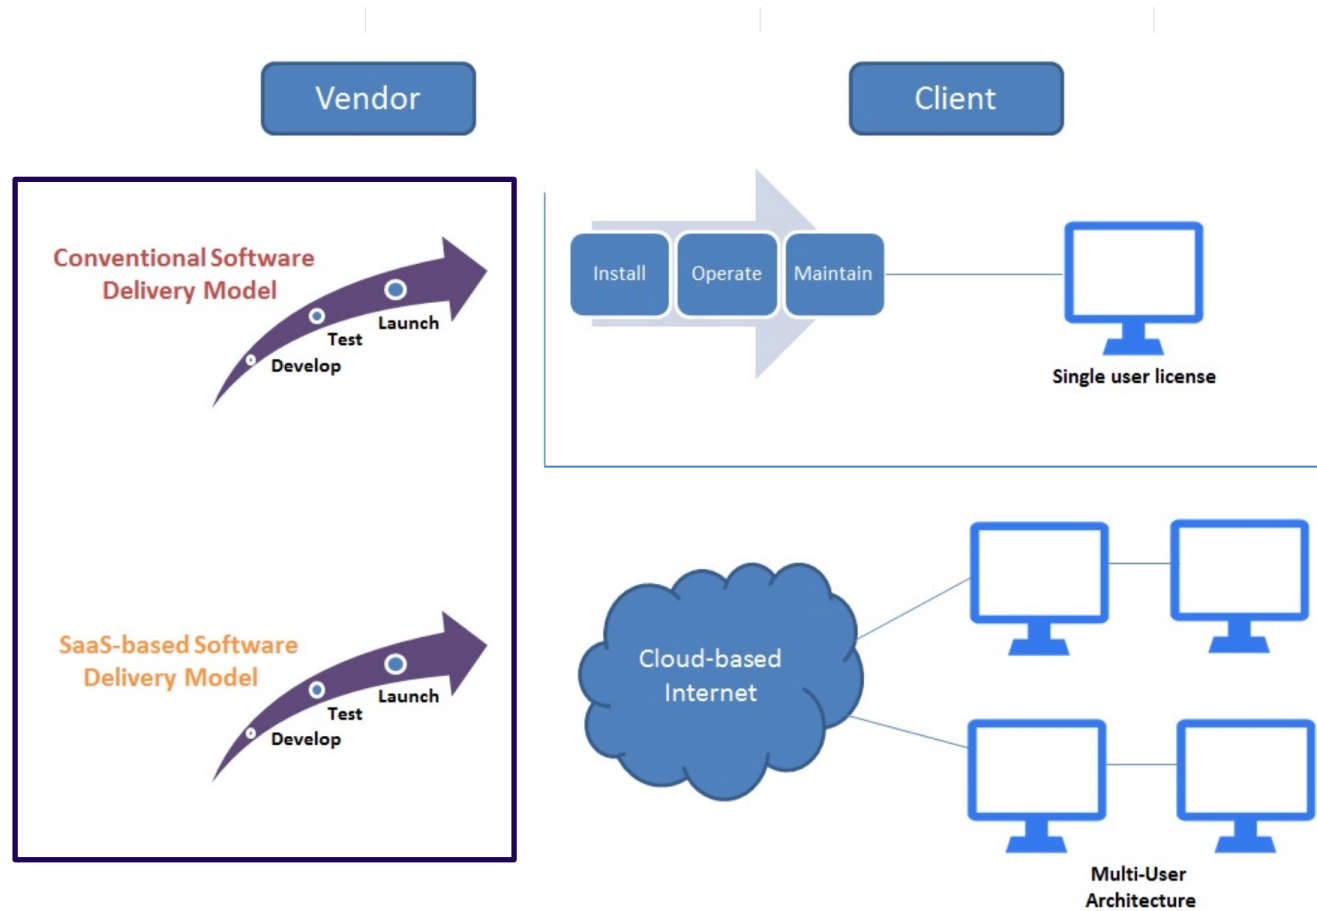 Vendor
Client
Conventional Software
Delivery Model
Develop
Test
Launch
Install
Operate
Maintain
Single user license
SaaS-based Software
Delivery Model
Develop
Test
Launch
Cloud-based
Internet
Multi-User
Architecture